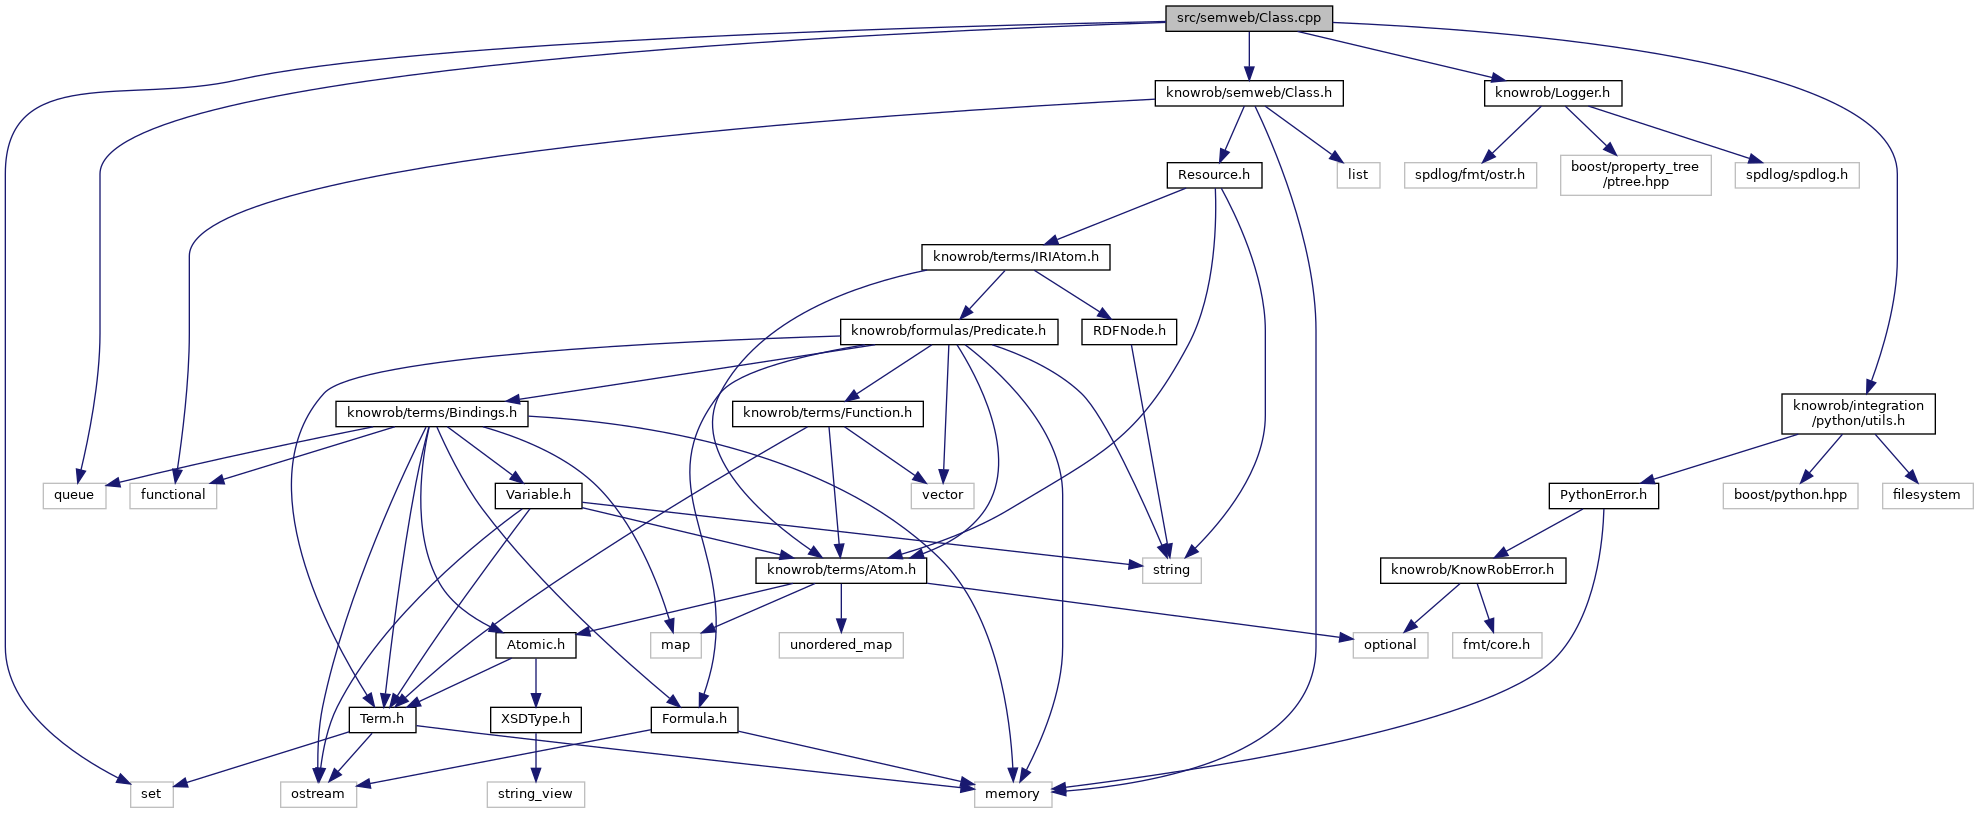 src/semweb/Class.cpp
knowrob/semweb/Class.h
knowrob/Logger.h
Resource.h
list
spdlog/fmt/ostr.h
boost/property_tree
/ptree.hpp
spdlog/spdlog.h
knowrob/terms/IRIAtom.h
knowrob/formulas/Predicate.h
RDFNode.h
knowrob/terms/Bindings.h
knowrob/terms/Function.h
knowrob/integration
/python/utils.h
queue
functional
Variable.h
vector
PythonError.h
boost/python.hpp
filesystem
knowrob/terms/Atom.h
string
knowrob/KnowRobError.h
Atomic.h
map
unordered_map
optional
fmt/core.h
Term.h
XSDType.h
Formula.h
set
ostream
string_view
memory